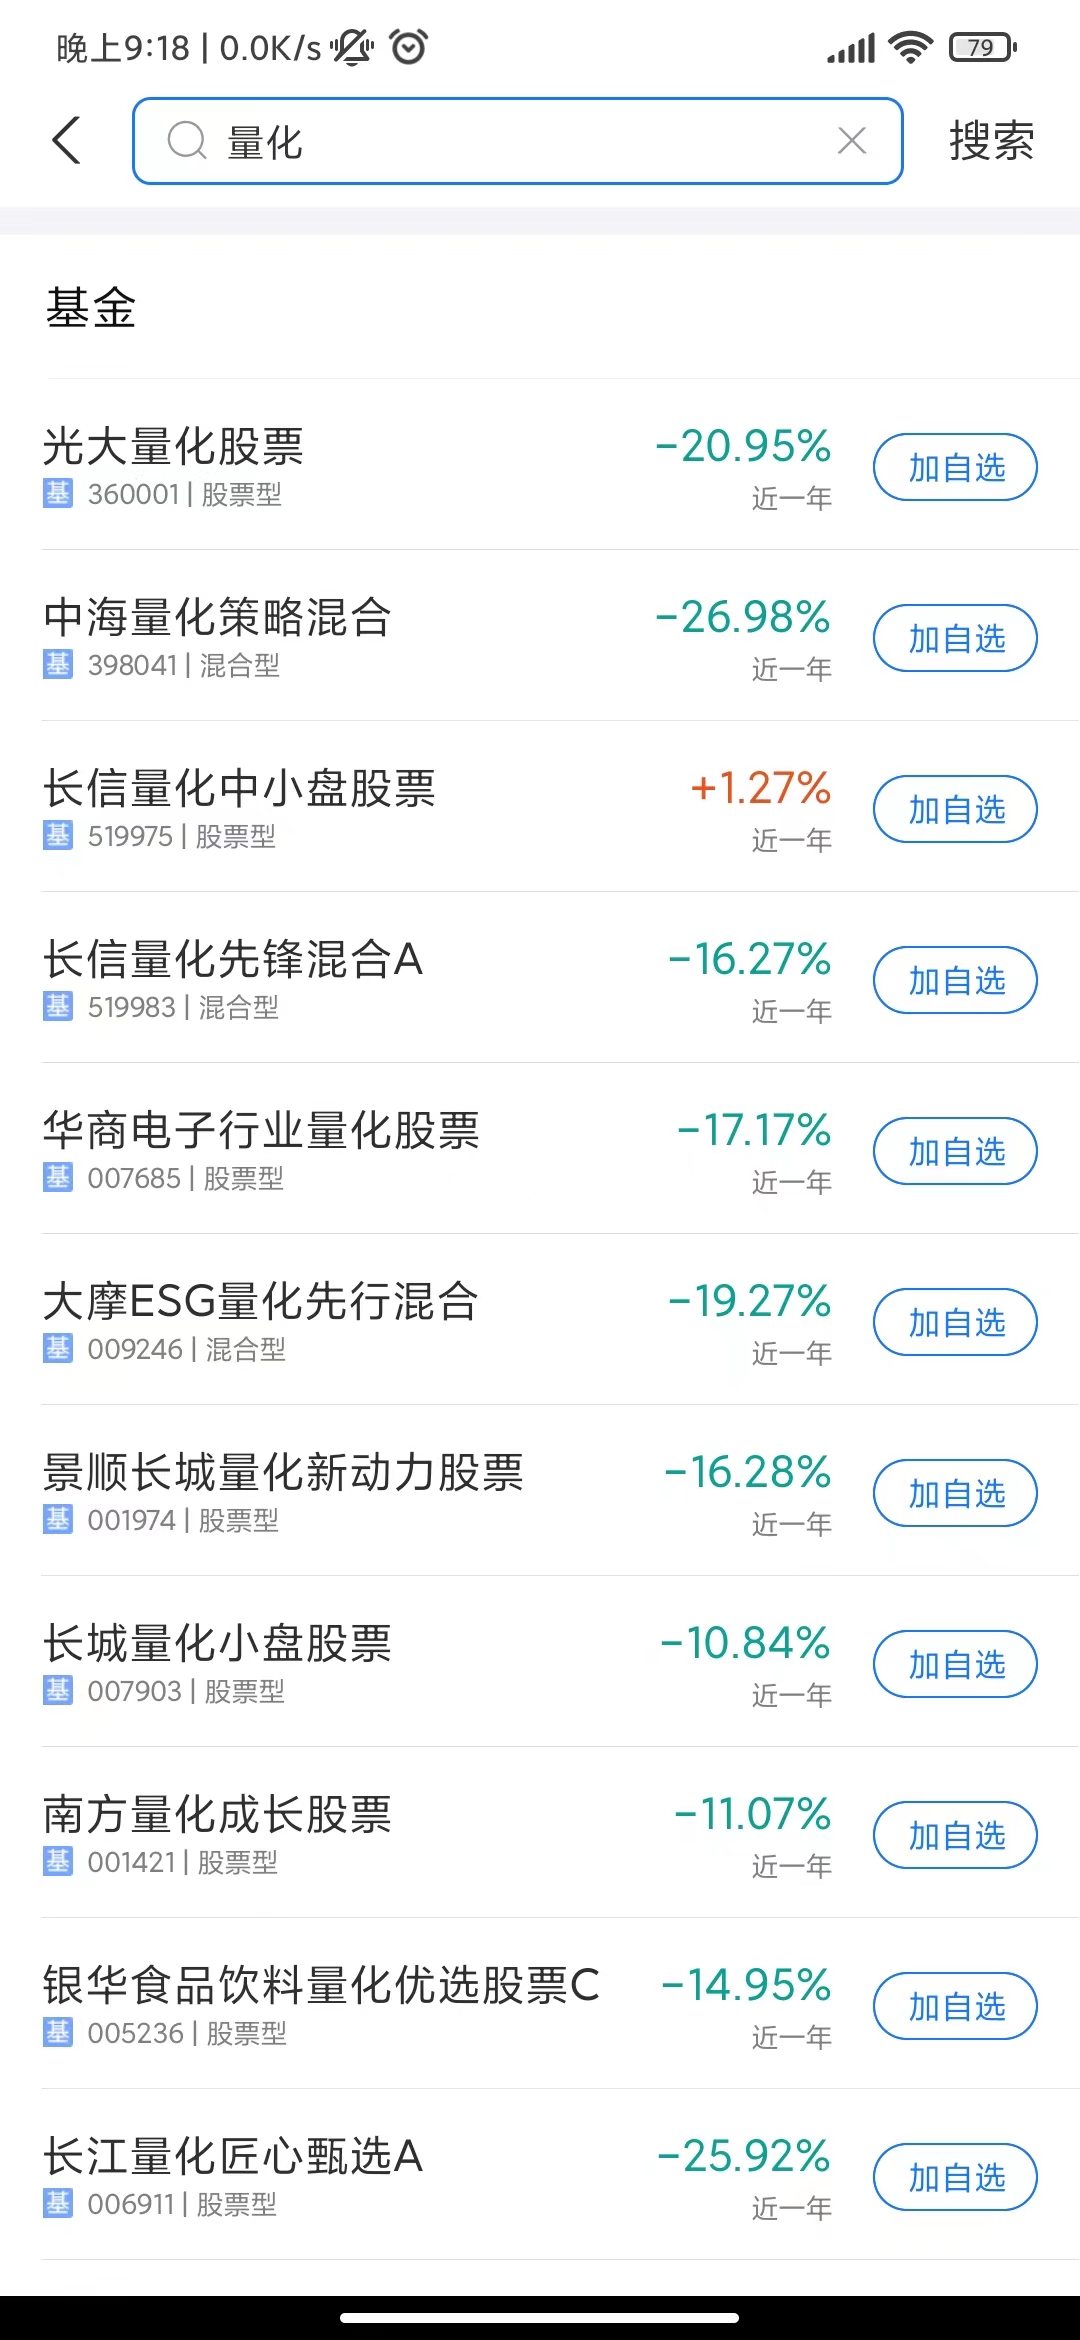 晚上9:18 | 0.0K/s 79
量化 搜索
基金
光大量化股票 -20.95% 加自选
基 360001 | 股票型 近一年
中海量化策略混合 -26.98% 加自选
基 398041 | 混合型 近一年
长信量化中小盘股票 +1.27% 加自选
基 519975 | 股票型 近一年
长信量化先锋混合A -16.27% 加自选
基 519983 | 混合型 近一年
华商电子行业量化股票 -17.17% 加自选
基 007685 | 股票型 近一年
大摩ESG量化先行混合 -19.27% 加自选
基 009246 | 混合型 近一年
景顺长城量化新动力股票 -16.28% 加自选
基 001974 | 股票型 近一年
长城量化小盘股票 -10.84% 加自选
基 007903 | 股票型 近一年
南方量化成长股票 -11.07% 加自选
基 001421 | 股票型 近一年
银华食品饮料量化优选股票C -14.95% 加自选
基 005236 | 股票型 近一年
长江量化匠心甄选A -25.92% 加自选
基 006911 | 股票型 近一年